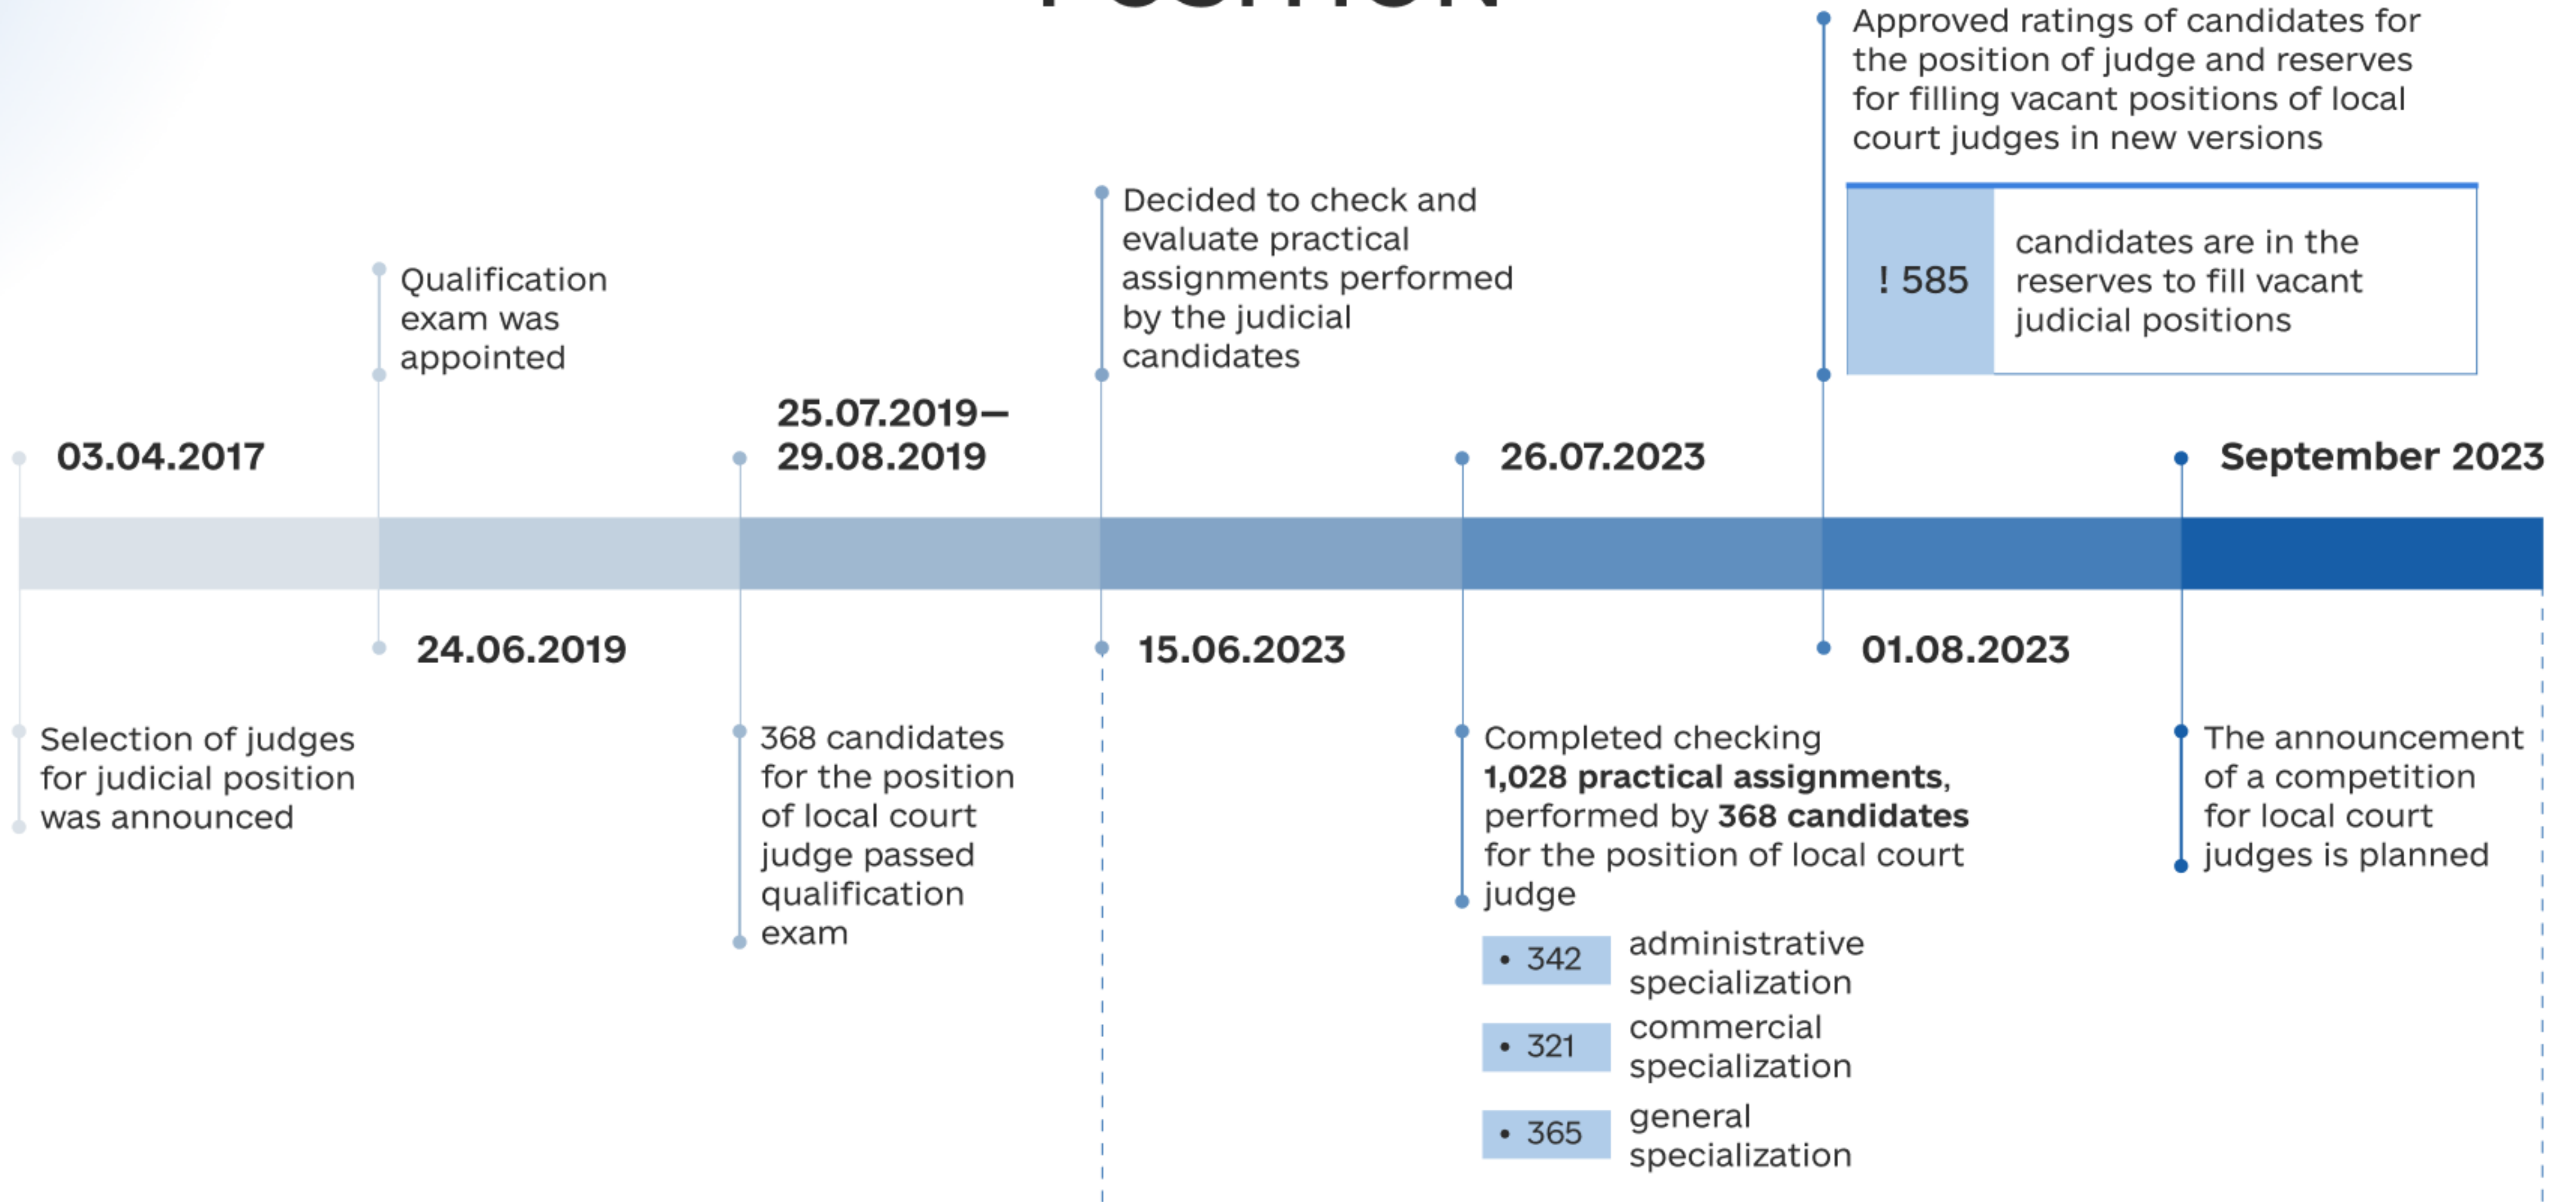 Approved ratings of candidates for
the position of judge and reserves
for filling vacant positions of local
court judges in new versions
! 585
candidates are in the
reserves to fill vacant
judicial positions
Decided to check and
evaluate practical
assignments performed
by the judicial
candidates
Qualification
exam was
appointed
03.04.2017
25.07.2019—
29.08.2019
26.07.2023
September 2023
24.06.2019
15.06.2023
01.08.2023
Selection of judges
for judicial position
was announced
368 candidates
for the position
of local court
judge passed
qualification
exam
Completed checking
1,028 practical assignments,
performed by 368 candidates
for the position of local court
judge
• 342
administrative
specialization
• 321
commercial
specialization
• 365
general
specialization
The announcement
of a competition
for local court
judges is planned